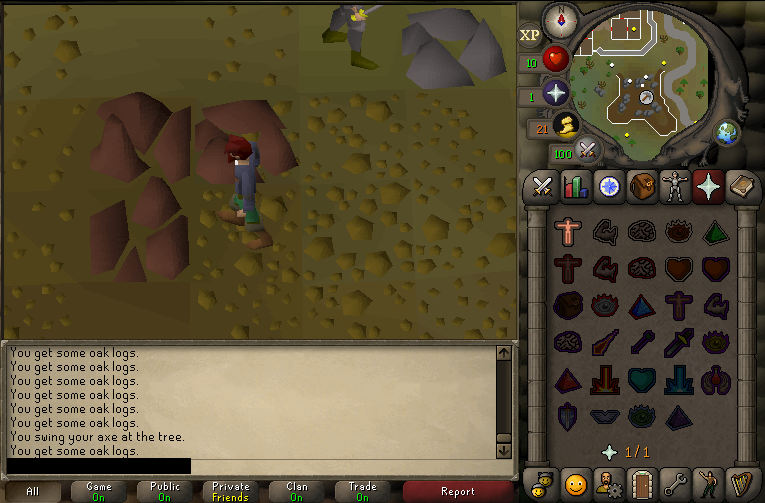 N
XP
10
1
21
100
1/1
You get some oak logs.
You get some oak logs.
You get some oak logs.
You get some oak logs.
You get some oak logs.
You get some oak logs.
You swing your axe at the tree.
You get some oak logs.
All
Game
On
Public
On
Private
Friends
Clan
On
Trade
On
Report